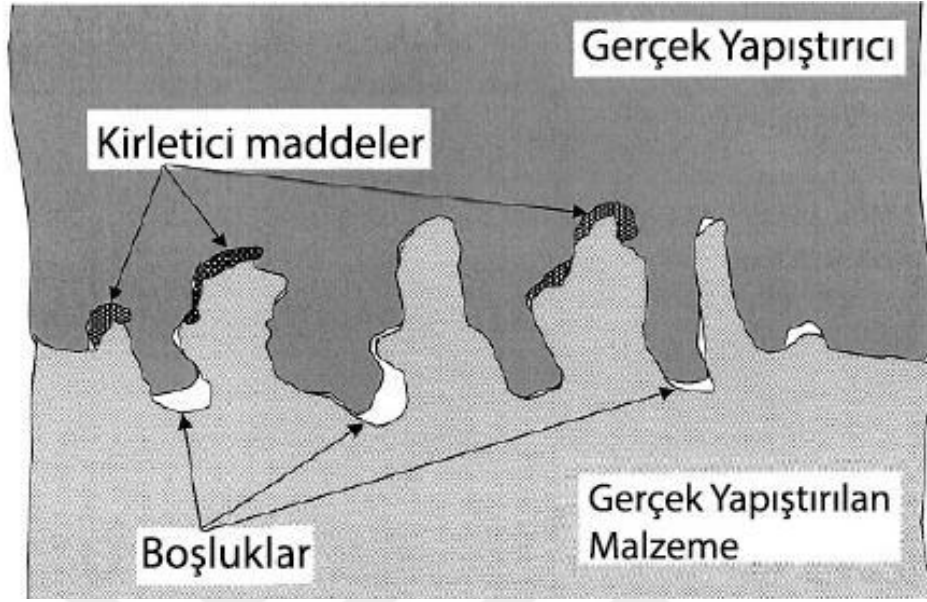 Gerçek Yapıştırıcı
Kirletici maddeler
Gerçek Yapıştırılan
Malzeme
Boşluklar